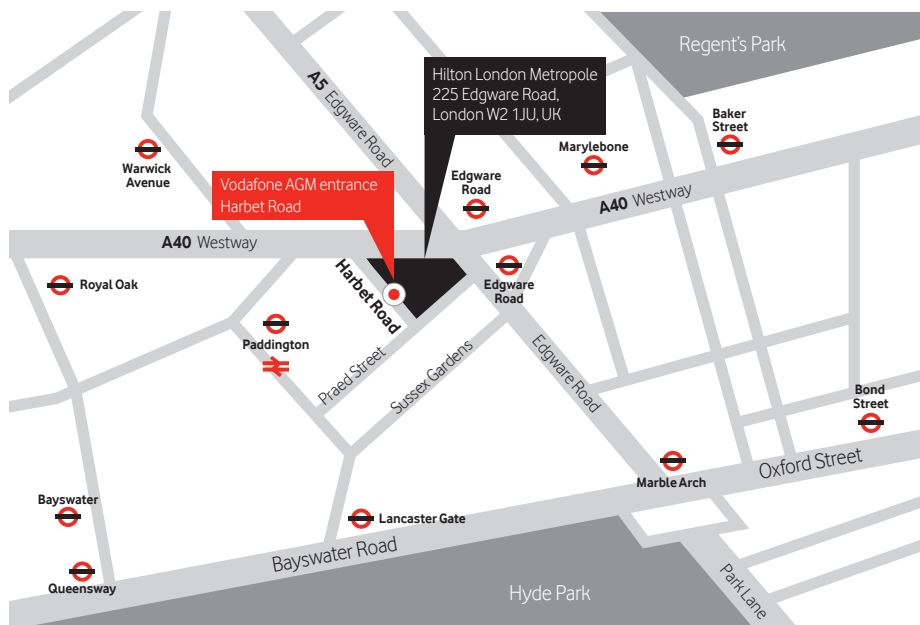 Regent's Park
A5 Edgware Road
Hilton London Metropole
225 Edgware Road,
London W2 1JU, UK
Baker
Street
Marylebone
Warwick
Avenue
Vodafone AGM entrance
Harbet Road
Edgware
Road
A40 Westway
A40 Westway
Royal Oak
Harbet Road
Edgware
Road
Paddington
Praed Street
Sussex Gardens
Edgware Road
Bond
Street
Oxford Street
Marble Arch
Bayswater
Lancaster Gate
Bayswater Road
Queensway
Hyde Park
Park Lane